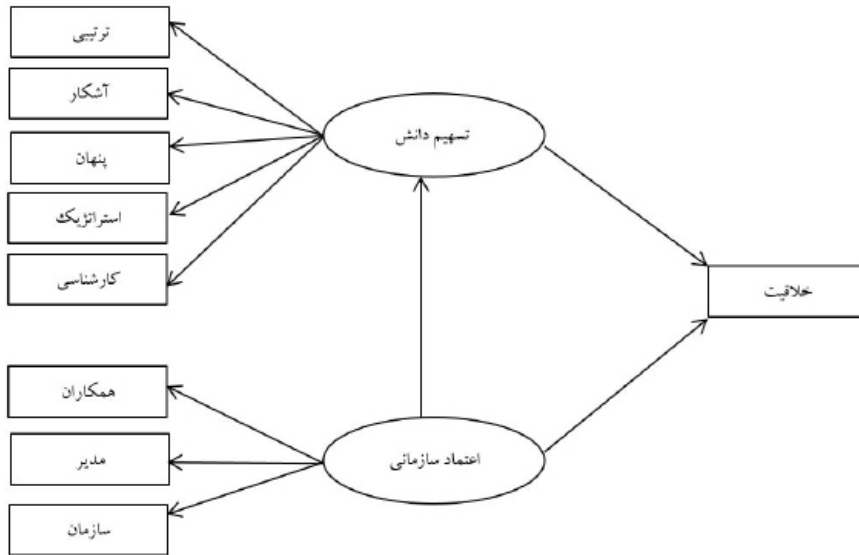 ترتیبی
آشکار
پنهان
استراتژیک
کارشناسی
همکاران
مدیر
سازمان
تسهیم دانش
اعتماد سازمانی
خلاقیت